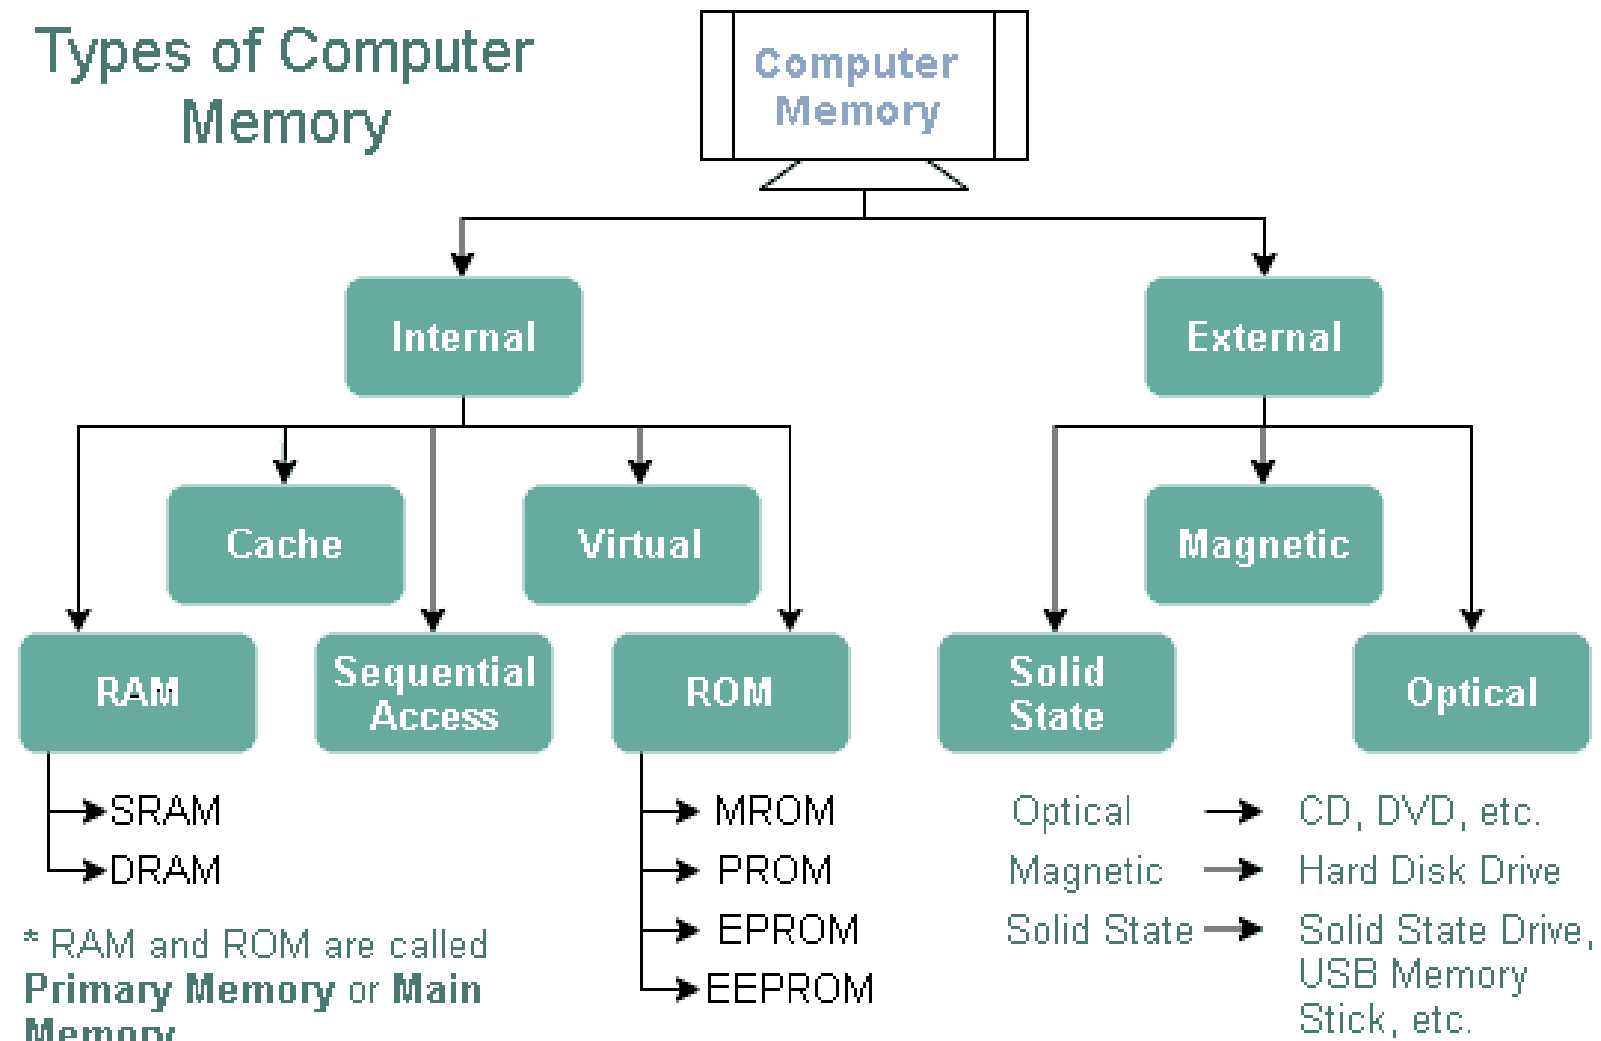 Types of Computer
Memory
Computer
Memory
Internal
External
Cache
Virtual
Magnetic
RAM
Sequential
Access
ROM
Solid
State
Optical
SRAM
DRAM
MROM
PROM
EPROM
EEPROM
* RAM and ROM are called
Primary Memory or Main
Memory
Optical → CD, DVD, etc.
Magnetic → Hard Disk Drive
Solid State → Solid State Drive,
USB Memory
Stick, etc.